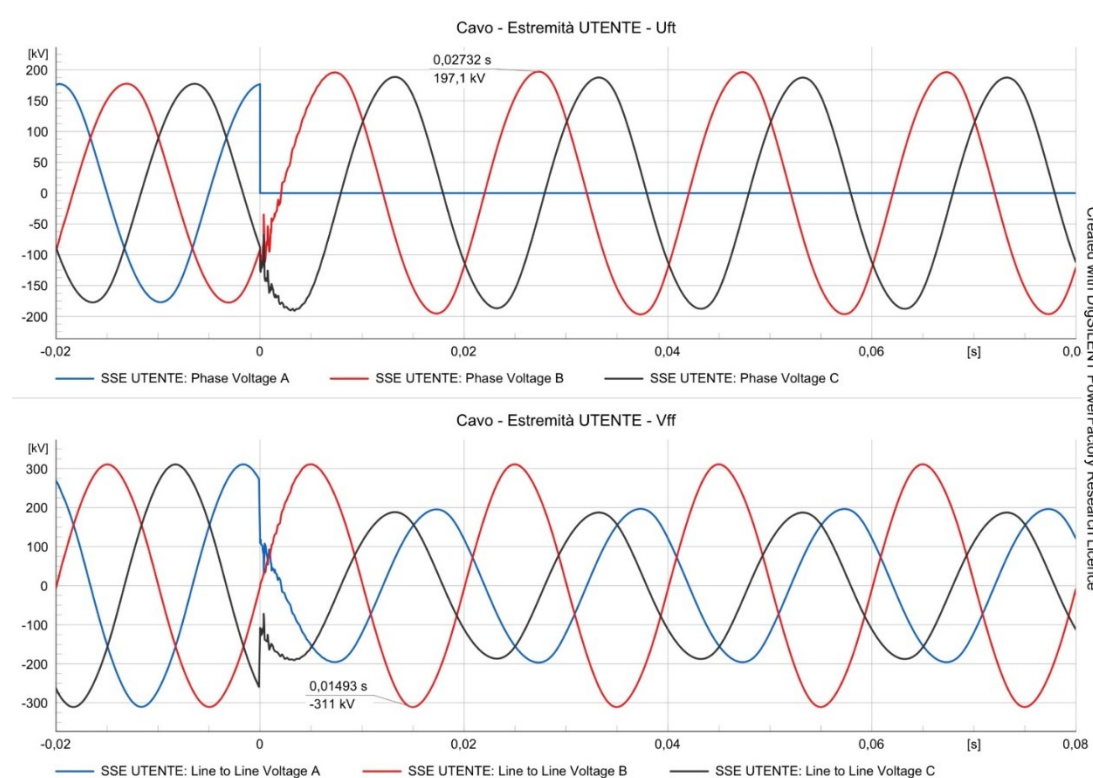 Cavo - Estremità UTENTE - Uft
[kV]
200
150
100
50
0
-50
-100
-150
-200
0,02732 s
197,1 kV
-0,02 0 0,02 0,04 0,06 [s] 0,0
SSE UTENTE: Phase Voltage A SSE UTENTE: Phase Voltage B SSE UTENTE: Phase Voltage C
Created with DIgSILENT PowerFactory Research Licence
Cavo - Estremità UTENTE - Vff
[kV]
300
200
100
0
-100
-200
-300
0,01493 s
-311 kV
-0,02 0 0,02 0,04 0,06 [s] 0,08
SSE UTENTE: Line to Line Voltage A SSE UTENTE: Line to Line Voltage B SSE UTENTE: Line to Line Voltage C